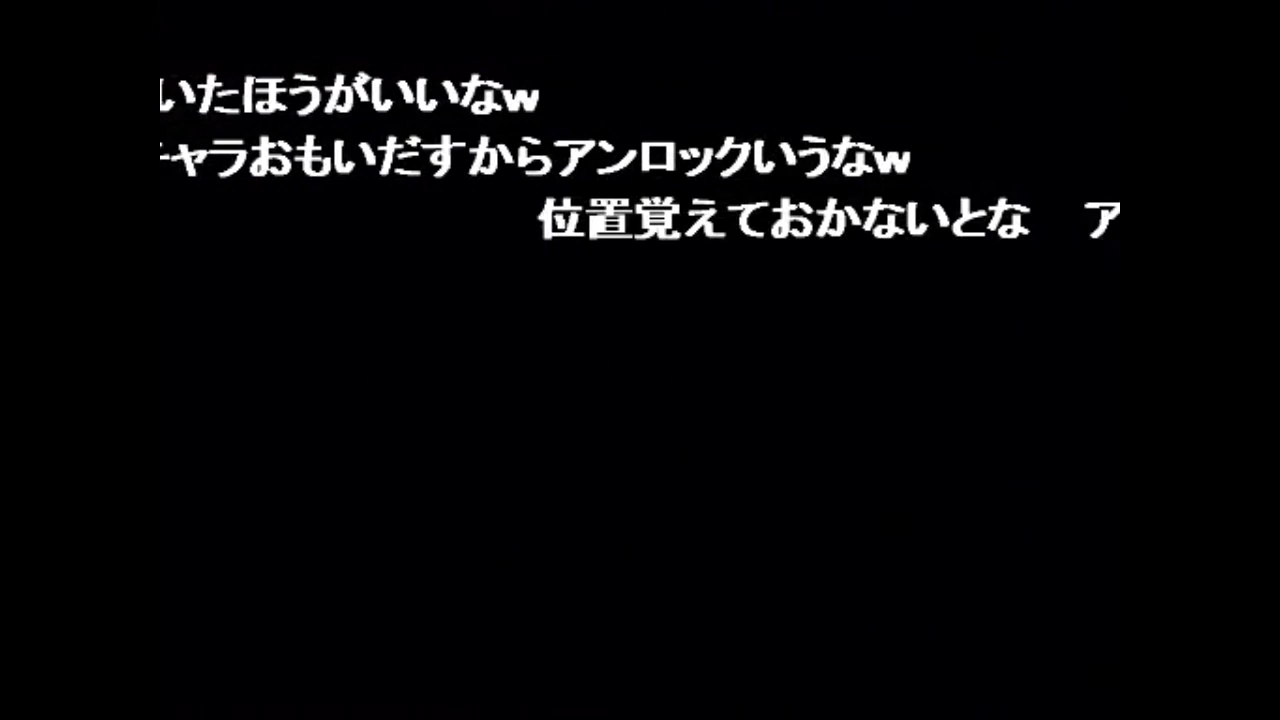 いたほうがいいなw
キャラおもいだすからアンロックいうなw
位置覚えておかないとな　ア